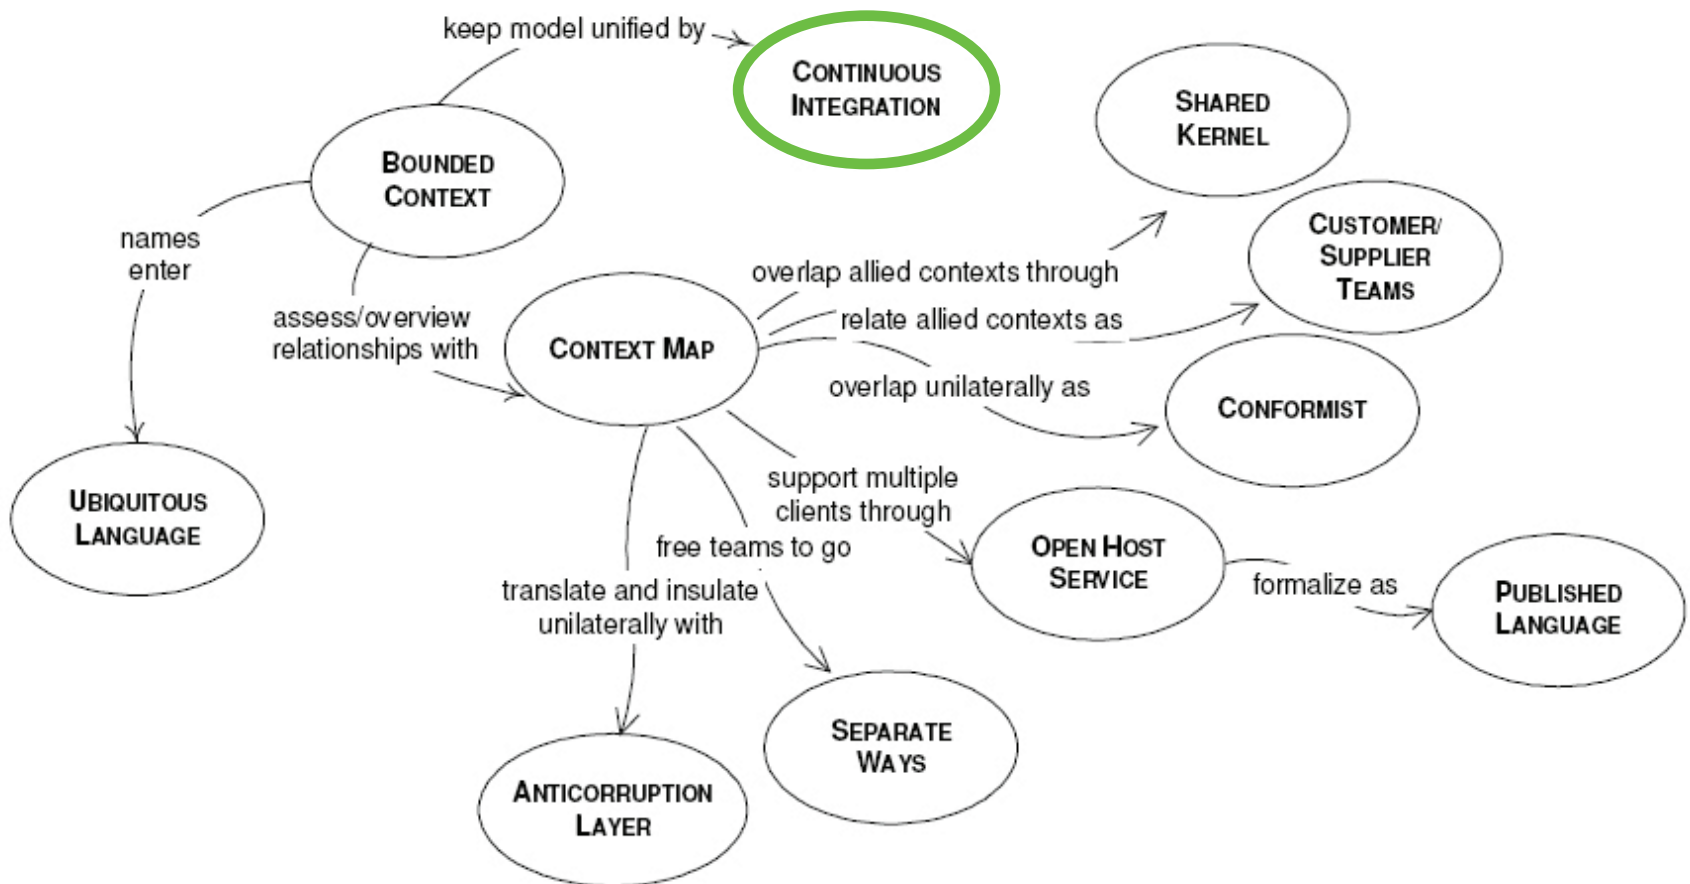 keep model unified by
CONTINUOUS
INTEGRATION
SHARED
KERNEL
BOUNDED
CONTEXT
names
enter
CUSTOMER/
SUPPLIER
TEAMS
overlap allied contexts through
assess/overview
relationships with
CONTEXT MAP
relate allied contexts as
overlap unilaterally as
CONFORMIST
support multiple
clients through
UBIQUITOUS
LANGUAGE
free teams to go
OPEN HOST
SERVICE
formalize as
PUBLISHED
LANGUAGE
translate and insulate
unilaterally with
SEPARATE
WAYS
ANTICORRUPTION
LAYER